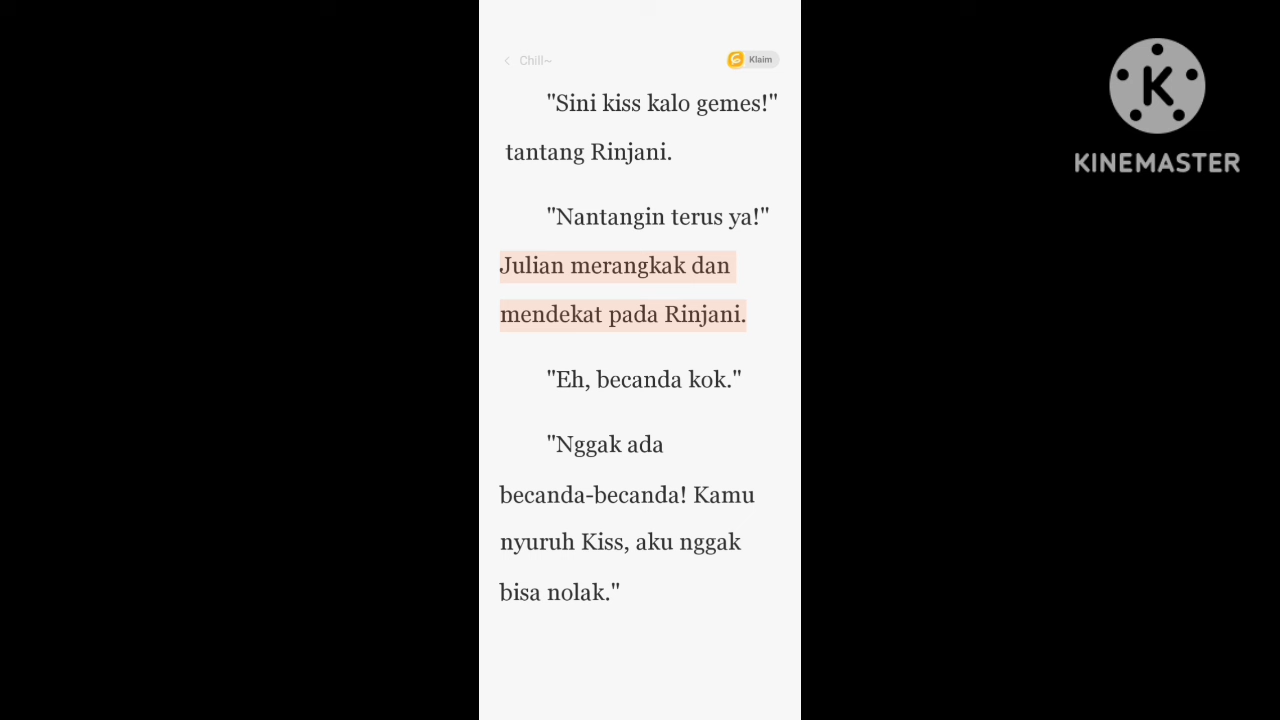 < Chill~
Klaim
"Sini kiss kalo gemes!"
tantang Rinjani.
"Nantangin terus ya!"
Julian merangkak dan
mendekat pada Rinjani.
"Eh, becanda kok."
"Nggak ada
becanda-becanda! Kamu
nyuruh Kiss, aku nggak
bisa nolak."
K
KINEMASTER